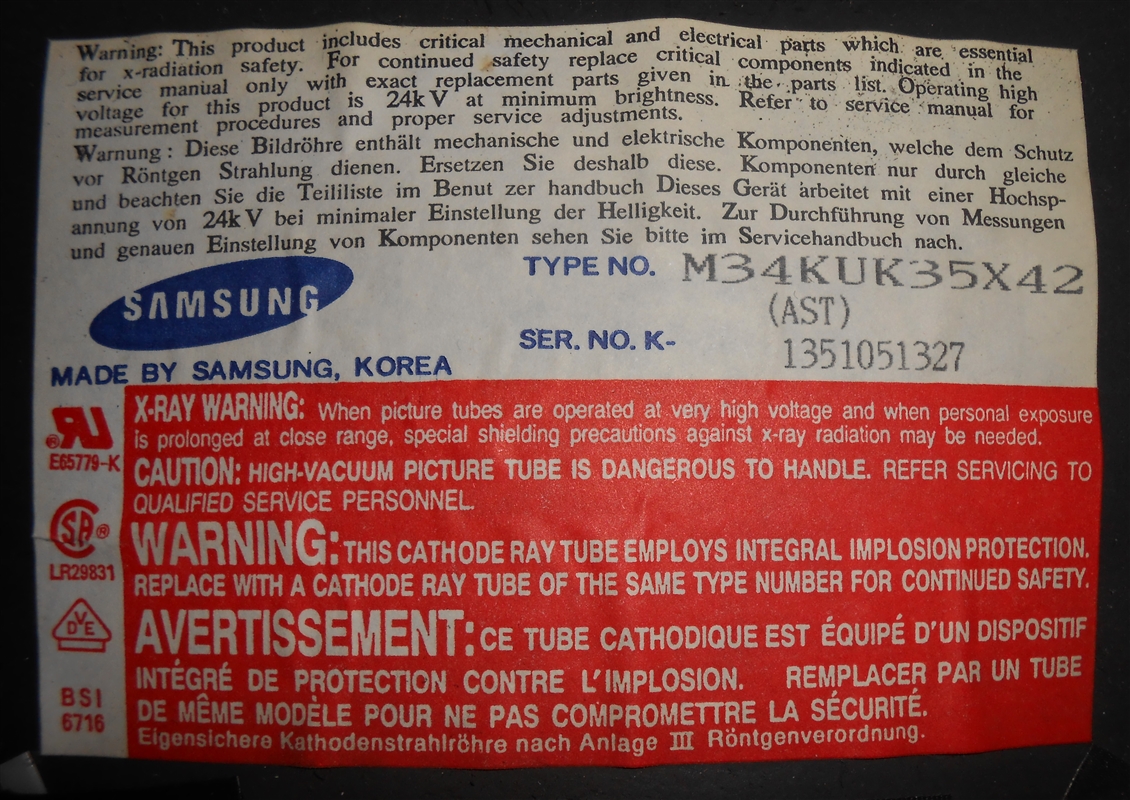 Warning: This product includes critical mechanical and electrical parts which are essential
for x-radiation safety. For continued safety replace critical components indicated in the
service manual only with exact replacement parts given in the parts list. Operating high
voltage for this product is 24kV at minimum brightness. Refer to service manual for
measurement procedures and proper service adjustments.
Warnung: Diese Bildröhre enthält mechanische und elektrische Komponenten, welche dem Schutz
vor Röntgen Strahlung dienen. Ersetzen Sie deshalb diese. Komponenten nur durch gleiche
und beachten Sie die Teililiste im Benut zer handbuch Dieses Gerät arbeitet mit einer Hochsp-
annung von 24kV bei minimaler Einstellung der Helligkeit. Zur Durchführung von Messungen
und genauen Einstellung von Komponenten sehen Sie bitte im Servicehandbuch nach.
SAMSUNG
TYPE NO. M34KUK35X42
(AST)
SER. NO. K- 1351051327
MADE BY SAMSUNG, KOREA
X-RAY WARNING: When picture tubes are operated at very high voltage and when personal exposure
is prolonged at close range, special shielding precautions against x-ray radiation may be needed.
CAUTION: HIGH-VACUUM PICTURE TUBE IS DANGEROUS TO HANDLE. REFER SERVICING TO
QUALIFIED SERVICE PERSONNEL.
WARNING: THIS CATHODE RAY TUBE EMPLOYS INTEGRAL IMPLOSION PROTECTION.
REPLACE WITH A CATHODE RAY TUBE OF THE SAME TYPE NUMBER FOR CONTINUED SAFETY.
AVERTISSEMENT: CE TUBE CATHODIQUE EST ÉQUIPÉ D'UN DISPOSITIF
INTÉGRÉ DE PROTECTION CONTRE L'IMPLOSION. REMPLACER PAR UN TUBE
DE MÊME MODÈLE POUR NE PAS COMPROMETTRE LA SÉCURITÉ.
Eigensichere Kathodenstrahlröhre nach Anlage III Röntgenverordnung.
RU®
E65779-K
SA®
LR29831
DVE
BSI
6716